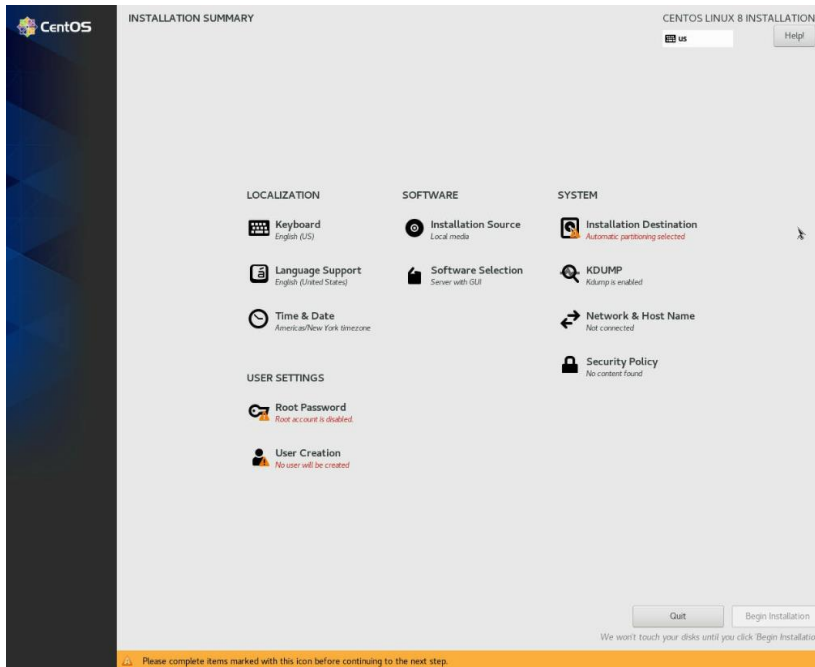 CentOS
INSTALLATION SUMMARY
CENTOS LINUX 8 INSTALLATION
us
Help!
LOCALIZATION
Keyboard
English (US)
Language Support
English (United States)
Time & Date
Americas/New York timezone
USER SETTINGS
Root Password
Root account is disabled.
User Creation
No user will be created
SOFTWARE
Installation Source
Local media
Software Selection
Server with GUI
SYSTEM
Installation Destination
Automatic partitioning selected
KDUMP
Kdump is enabled
Network & Host Name
Not connected
Security Policy
No content found
Quit
Begin Installation
We won't touch your disks until you click 'Begin Installatio
Please complete items marked with this icon before continuing to the next step.